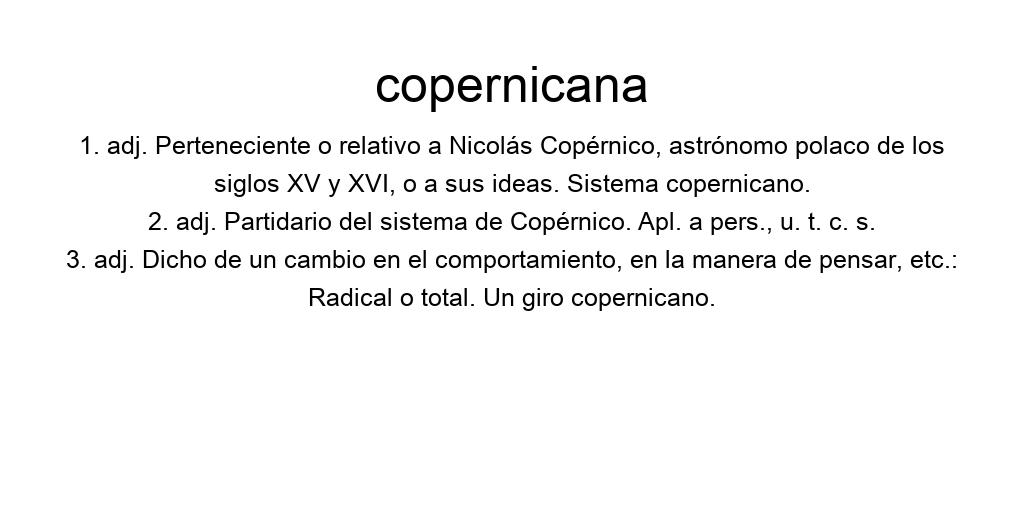 copernicana
1. adj. Perteneciente o relativo a Nicolás Copérnico, astrónomo polaco de los
siglos XV y XVI, o a sus ideas. Sistema copernicano.
2. adj. Partidario del sistema de Copérnico. Apl. a pers., u. t. c. s.
3. adj. Dicho de un cambio en el comportamiento, en la manera de pensar, etc.:
Radical o total. Un giro copernicano.